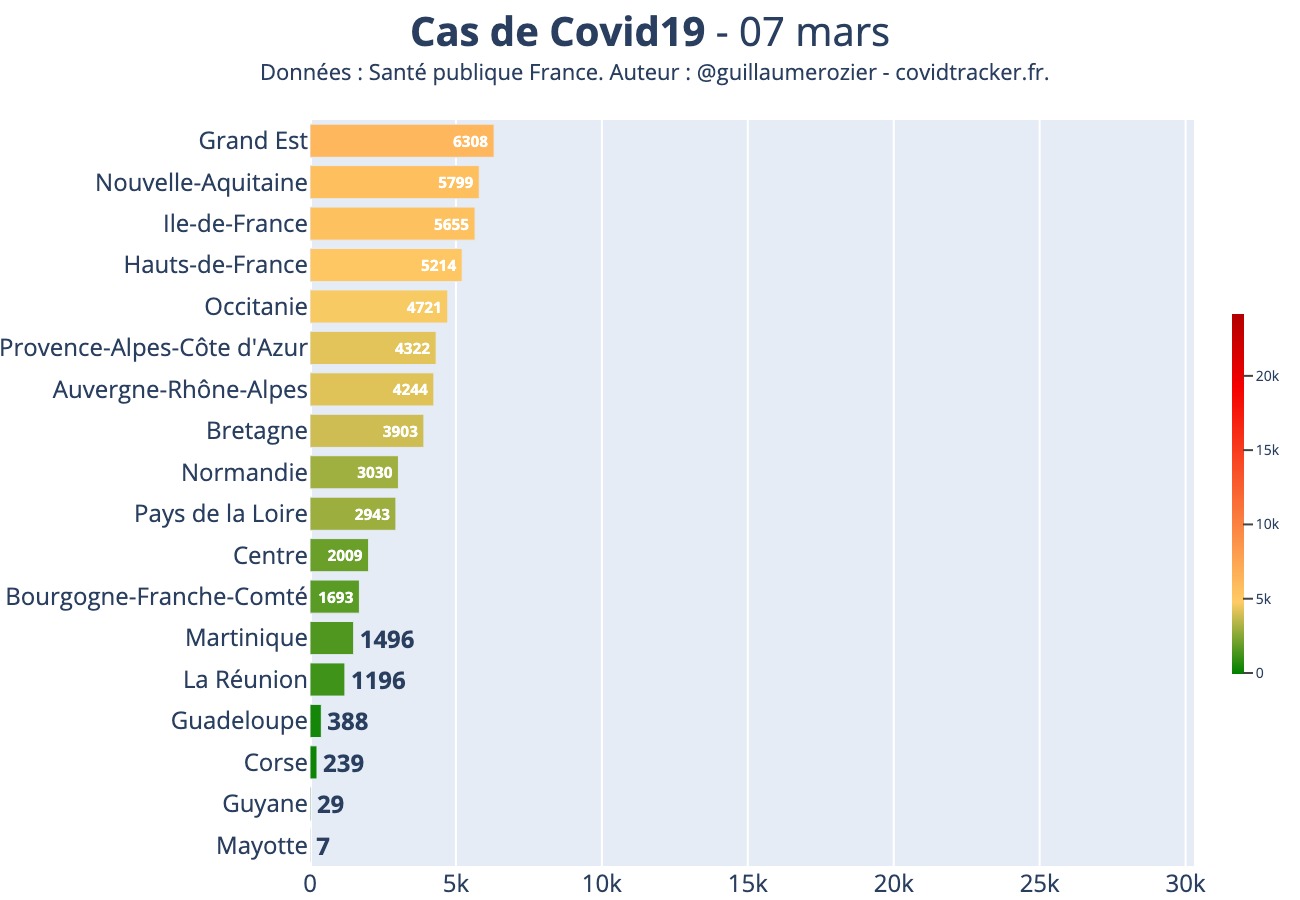 Cas de Covid19 - 07 mars
Données : Santé publique France. Auteur : @guillaumerozier - covidtracker.fr.
Grand Est 6308
Nouvelle-Aquitaine 5799
Ile-de-France 5655
Hauts-de-France 5214
Occitanie 4721
Provence-Alpes-Côte d'Azur 4322
Auvergne-Rhône-Alpes 4244
Bretagne 3903
Normandie 3030
Pays de la Loire 2943
Centre 2009
Bourgogne-Franche-Comté 1693
Martinique 1496
La Réunion 1196
Guadeloupe 388
Corse 239
Guyane 29
Mayotte 7
0 5k 10k 15k 20k 25k 30k
20k
15k
10k
5k
0